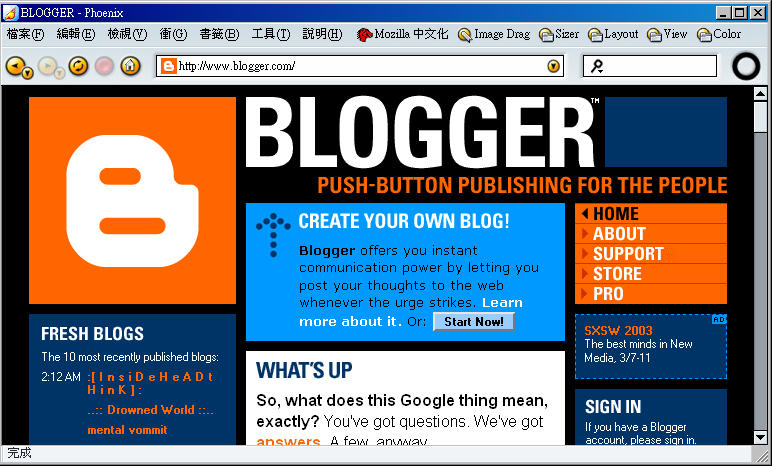 BLOGGER - Phoenix
檔案(F) 編輯(E) 檢視(V) 衝(G) 書籤(B) 工具(T) 說明(H) Mozilla 中文化 Image Drag Sizer Layout View Color
http://www.blogger.com/
BLOGGER™
PUSH-BUTTON PUBLISHING FOR THE PEOPLE
CREATE YOUR OWN BLOG!
Blogger offers you instant
communication power by letting you
post your thoughts to the web
whenever the urge strikes. Learn
more about it. Or: Start Now!
HOME
ABOUT
SUPPORT
STORE
PRO
FRESH BLOGS
The 10 most recently published blogs:
2:12 AM :[ I n s i D e H e A D t
H i n K ] :
..:: Drowned World ::..
mental vommit
WHAT'S UP
So, what does this Google thing mean,
exactly? You've got questions. We've got
answers. A few, anyway.
AD
SXSW 2003
The best minds in New
Media, 3/7-11
SIGN IN
If you have a Blogger
account, please sign in.
完成